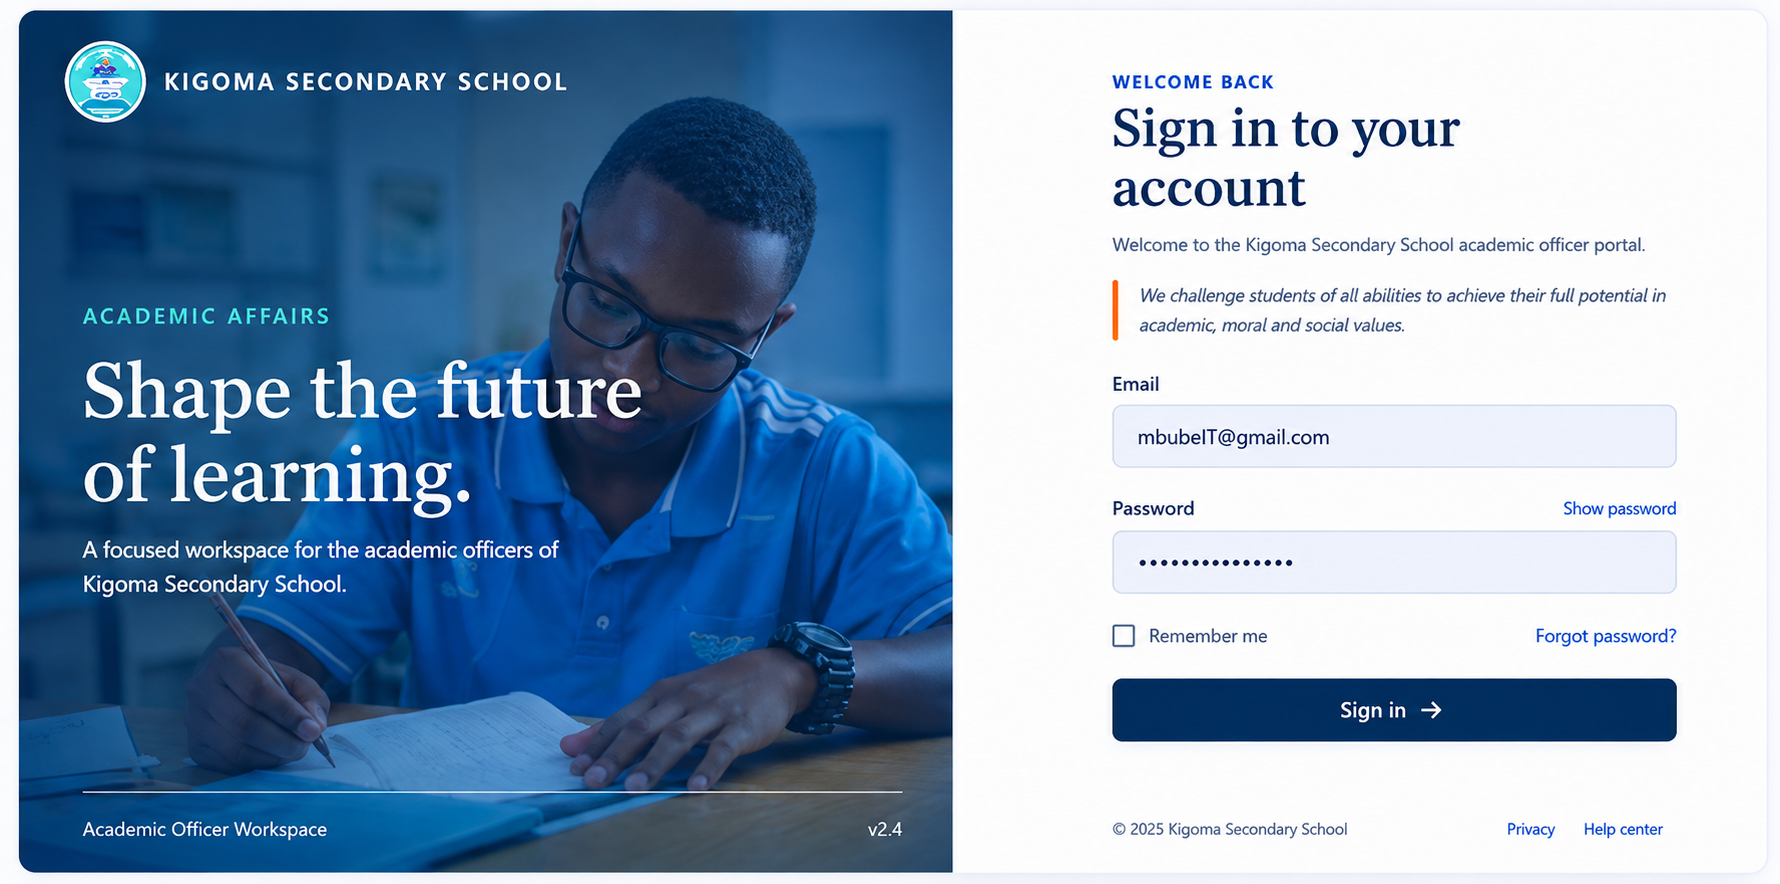 KIGOMA SECONDARY SCHOOL
ACADEMIC AFFAIRS
Shape the future
of learning.
A focused workspace for the academic officers of
Kigoma Secondary School.
Academic Officer Workspace
v2.4
WELCOME BACK
Sign in to your
account
Welcome to the Kigoma Secondary School academic officer portal.
We challenge students of all abilities to achieve their full potential in
academic, moral and social values.
Email
mbubeIT@gmail.com
Password
Show password
•••••••••••••••
Remember me
Forgot password?
Sign in →
© 2025 Kigoma Secondary School
Privacy
Help center